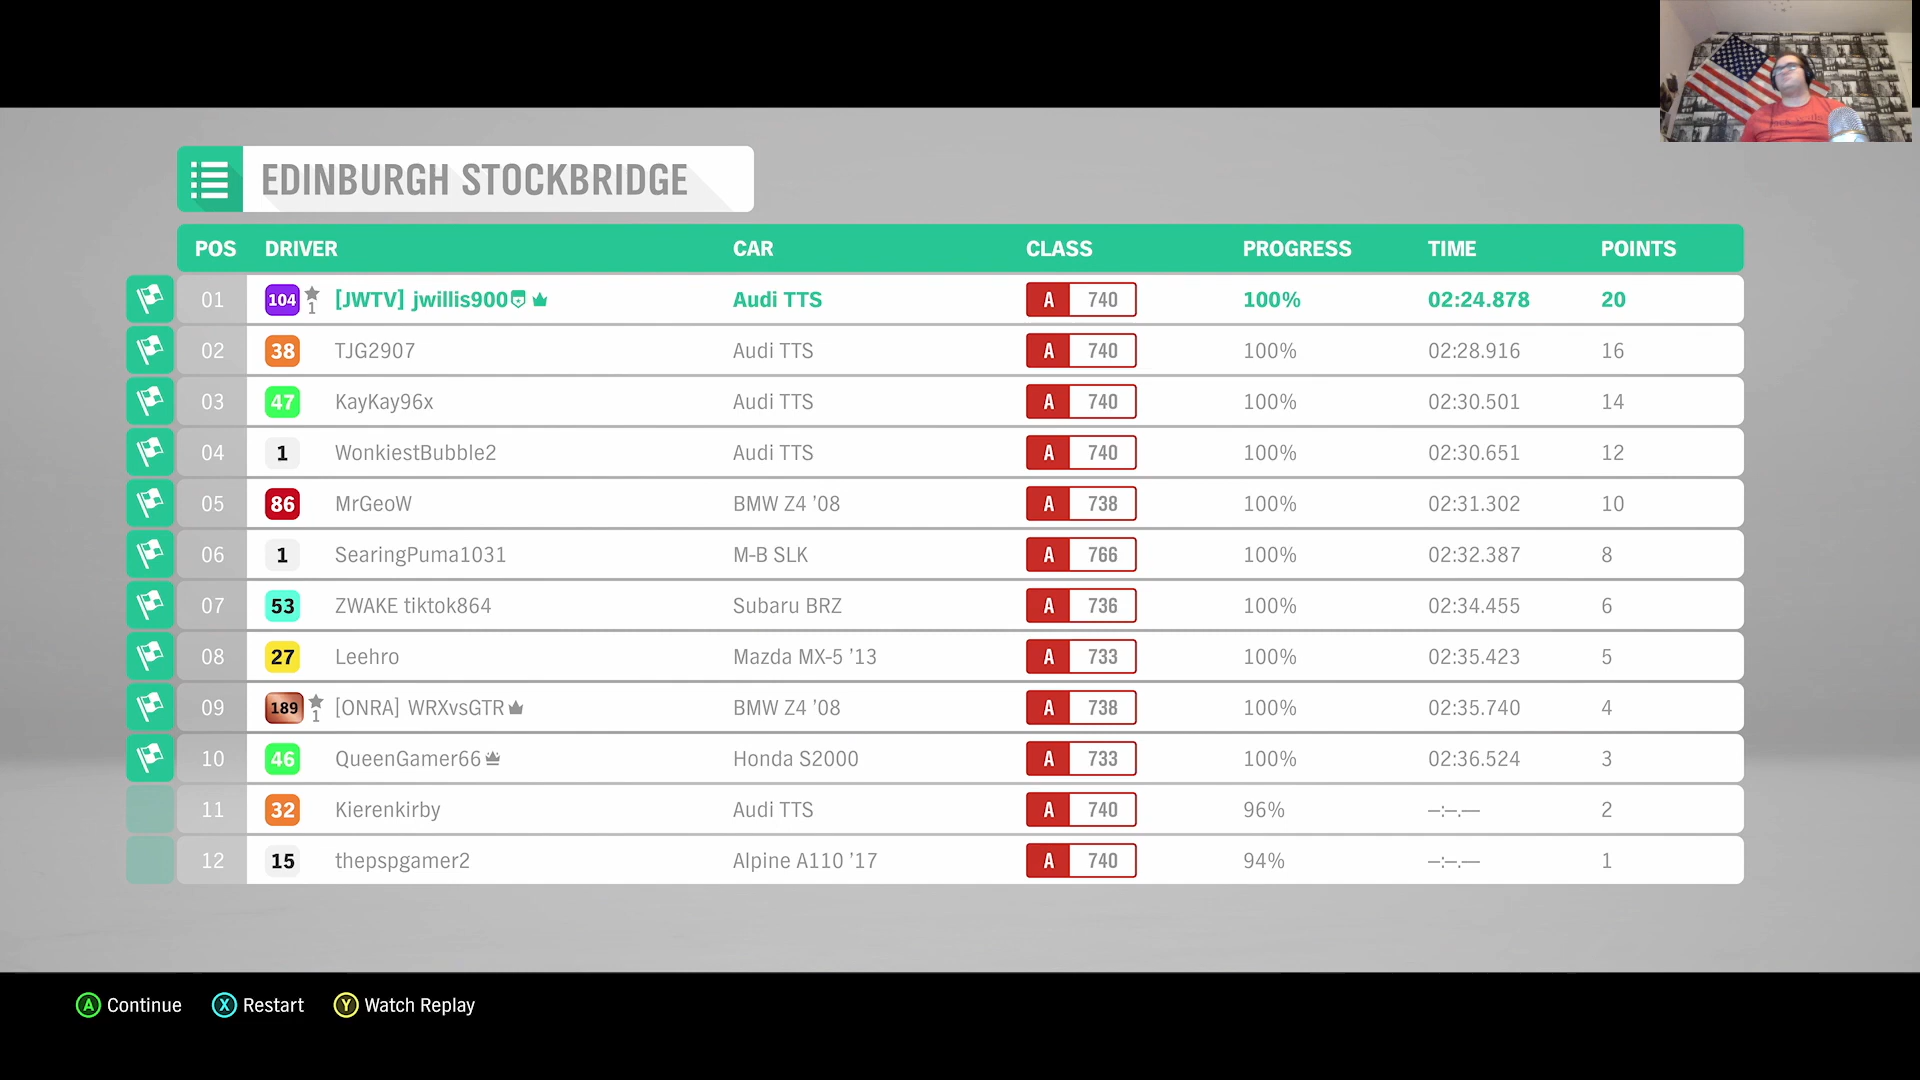 EDINBURGH STOCKBRIDGE
POS DRIVER CAR CLASS PROGRESS TIME POINTS
01 104 1 [JWTV] jwillis900 Audi TTS A 740 100% 02:24.878 20
02 38 TJG2907 Audi TTS A 740 100% 02:28.916 16
03 47 KayKay96x Audi TTS A 740 100% 02:30.501 14
04 1 WonkiestBubble2 Audi TTS A 740 100% 02:30.651 12
05 86 MrGeoW BMW Z4 '08 A 738 100% 02:31.302 10
06 1 SearingPuma1031 M-B SLK A 766 100% 02:32.387 8
07 53 ZWAKE tiktok864 Subaru BRZ A 736 100% 02:34.455 6
08 27 Leehro Mazda MX-5 '13 A 733 100% 02:35.423 5
09 189 1 [ONRA] WRXvsGTR BMW Z4 '08 A 738 100% 02:35.740 4
10 46 QueenGamer66 Honda S2000 A 733 100% 02:36.524 3
11 32 Kierenkirby Audi TTS A 740 96% –:–.–– 2
12 15 thepspgamer2 Alpine A110 '17 A 740 94% –:–.–– 1
A Continue X Restart Y Watch Replay